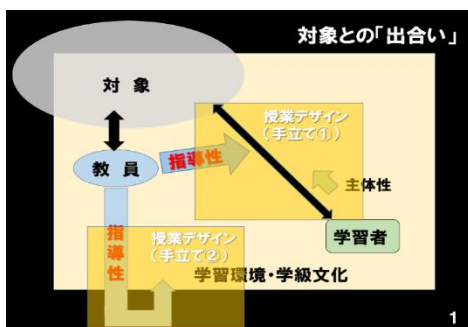 対象との「出合い」
対 象
授業デザイン
(手立て①)
指導性
教 員
主体性
学習者
指導性
授業デザイン
(手立て②)
学習環境・学級文化
1